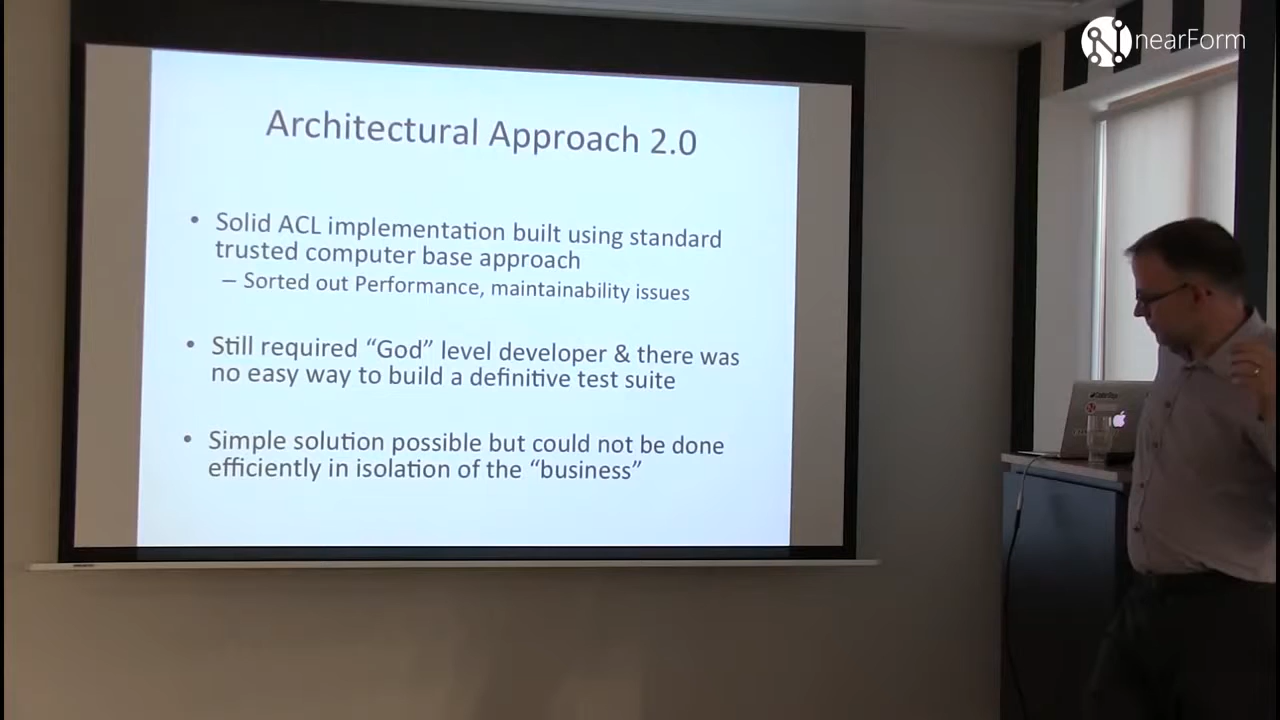 nearForm
Architectural Approach 2.0
• Solid ACL implementation built using standard
trusted computer base approach
– Sorted out Performance, maintainability issues
• Still required “God” level developer & there was
no easy way to build a definitive test suite
• Simple solution possible but could not be done
efficiently in isolation of the “business”